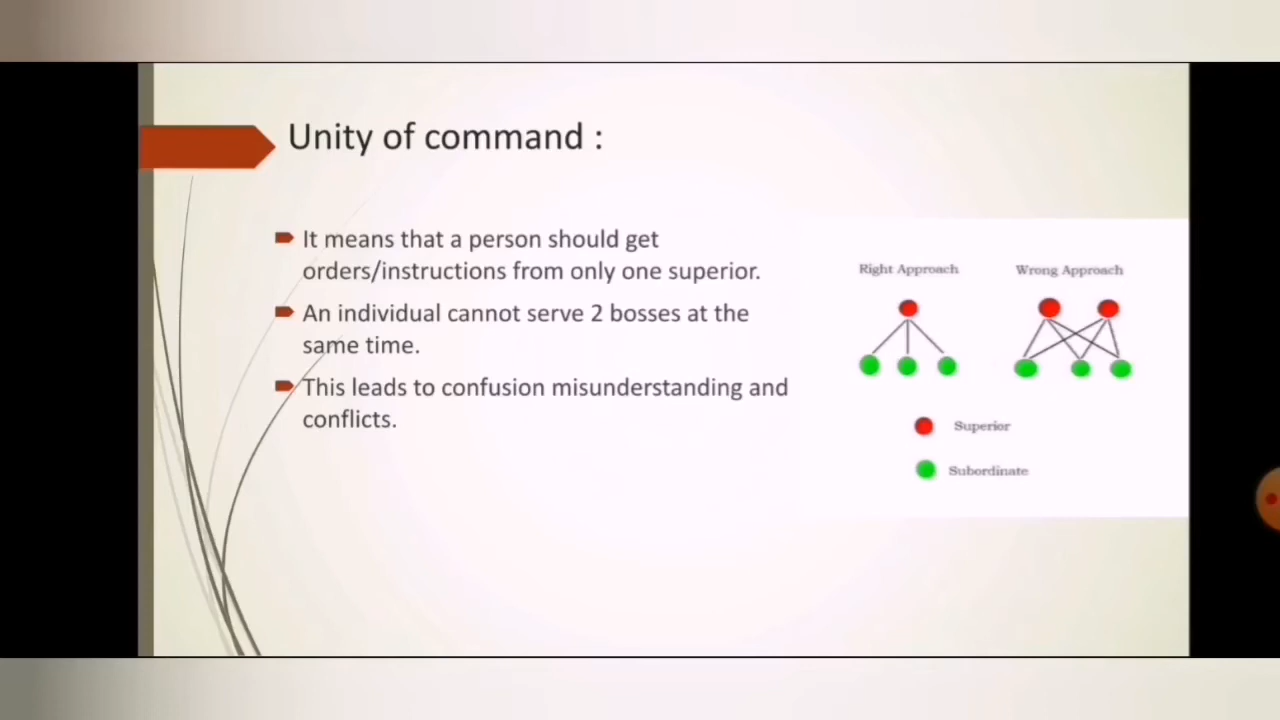 Unity of command :
It means that a person should get
orders/instructions from only one superior.
An individual cannot serve 2 bosses at the
same time.
This leads to confusion misunderstanding and
conflicts.
Right Approach
Wrong Approach
Superior
Subordinate